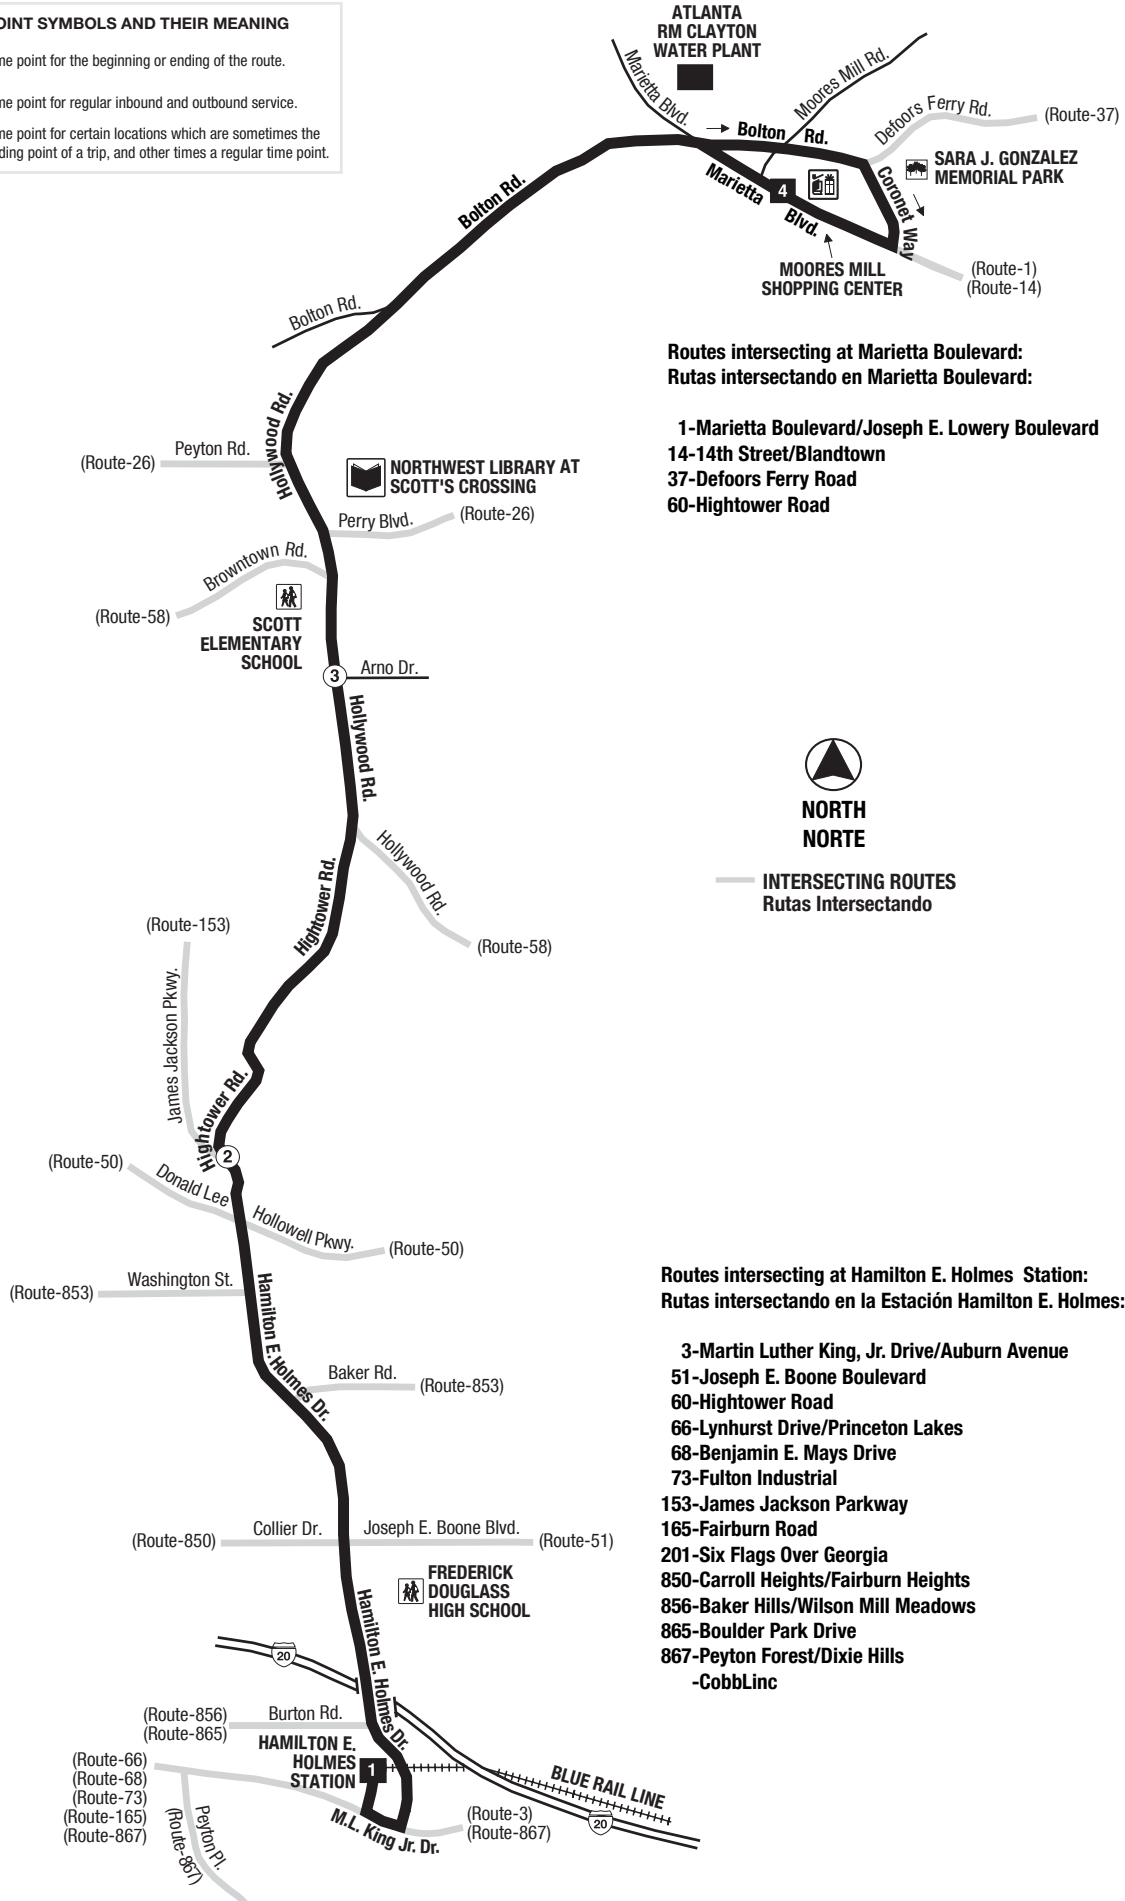 OINT SYMBOLS AND THEIR MEANING
me point for the beginning or ending of the route.
me point for regular inbound and outbound service.
me point for certain locations which are sometimes the
ding point of a trip, and other times a regular time point.
ATLANTA
RM CLAYTON
WATER PLANT
Marietta Blvd.
Moores Mill Rd.
Defoors Ferry Rd.
(Route-37)
Bolton Rd.
SARA J. GONZALEZ
MEMORIAL PARK
Coronet Way
Marietta Blvd.
4
Bolton Rd.
MOORES MILL
SHOPPING CENTER
(Route-1)
(Route-14)
Bolton Rd.
Routes intersecting at Marietta Boulevard:
Rutas intersectando en Marietta Boulevard:
1-Marietta Boulevard/Joseph E. Lowery Boulevard
14-14th Street/Blandtown
37-Defoors Ferry Road
60-Hightower Road
Hollywood Rd.
(Route-26)
Peyton Rd.
NORTHWEST LIBRARY AT
SCOTT'S CROSSING
Perry Blvd.
(Route-26)
Browntown Rd.
(Route-58)
SCOTT
ELEMENTARY
SCHOOL
3
Arno Dr.
Hollywood Rd.
NORTH
NORTE
INTERSECTING ROUTES
Rutas Intersectando
Hollywood Rd.
(Route-58)
Hightower Rd.
(Route-153)
James Jackson Pkwy.
Hightower Rd.
2
(Route-50)
Donald Lee
Hollowell Pkwy.
(Route-50)
(Route-853)
Washington St.
Hamilton E. Holmes Dr.
Baker Rd.
(Route-853)
Routes intersecting at Hamilton E. Holmes Station:
Rutas intersectando en la Estación Hamilton E. Holmes:
3-Martin Luther King, Jr. Drive/Auburn Avenue
51-Joseph E. Boone Boulevard
60-Hightower Road
66-Lynhurst Drive/Princeton Lakes
68-Benjamin E. Mays Drive
73-Fulton Industrial
153-James Jackson Parkway
165-Fairburn Road
201-Six Flags Over Georgia
850-Carroll Heights/Fairburn Heights
856-Baker Hills/Wilson Mill Meadows
865-Boulder Park Drive
867-Peyton Forest/Dixie Hills
-CobbLinc
(Route-850)
Collier Dr.
Joseph E. Boone Blvd.
(Route-51)
FREDERICK
DOUGLASS
HIGH SCHOOL
Hamilton E. Holmes Dr.
20
(Route-856)
(Route-865)
Burton Rd.
HAMILTON E.
HOLMES
STATION
1
BLUE RAIL LINE
20
(Route-66)
(Route-68)
(Route-73)
(Route-165)
(Route-867)
Peyton Pl.
(Route-867)
M.L. King Jr. Dr.
(Route-3)
(Route-867)